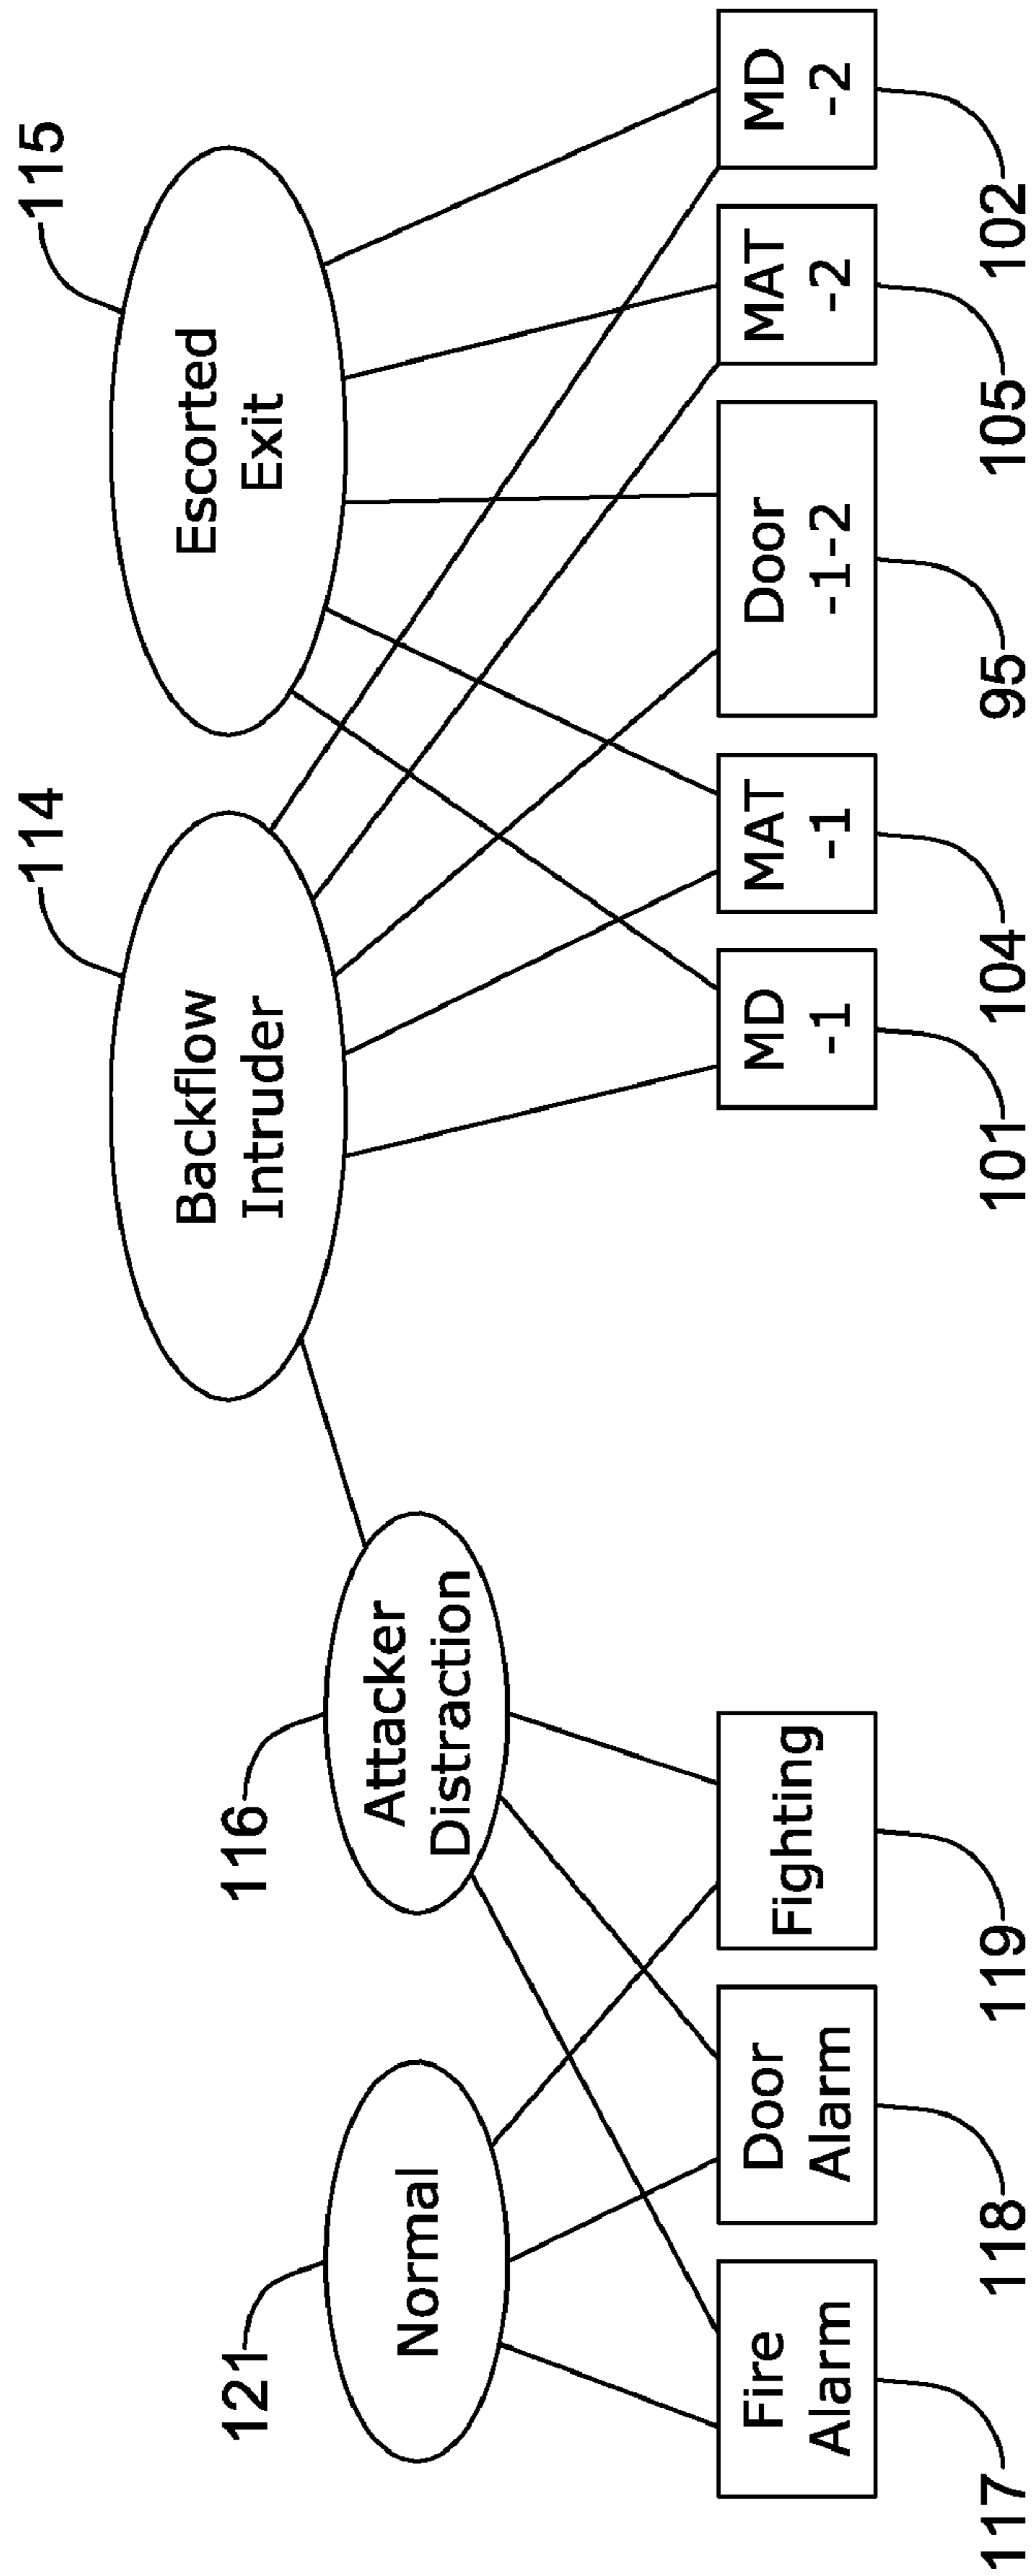 114
115
Backflow
Intruder
Escorted
Exit
121
116
Normal
Attacker
Distraction
Fire
Alarm
Door
Alarm
Fighting
MD
-1
MAT
-1
Door
-1-2
MAT
-2
MD
-2
117
118
119
101
104
95
105
102